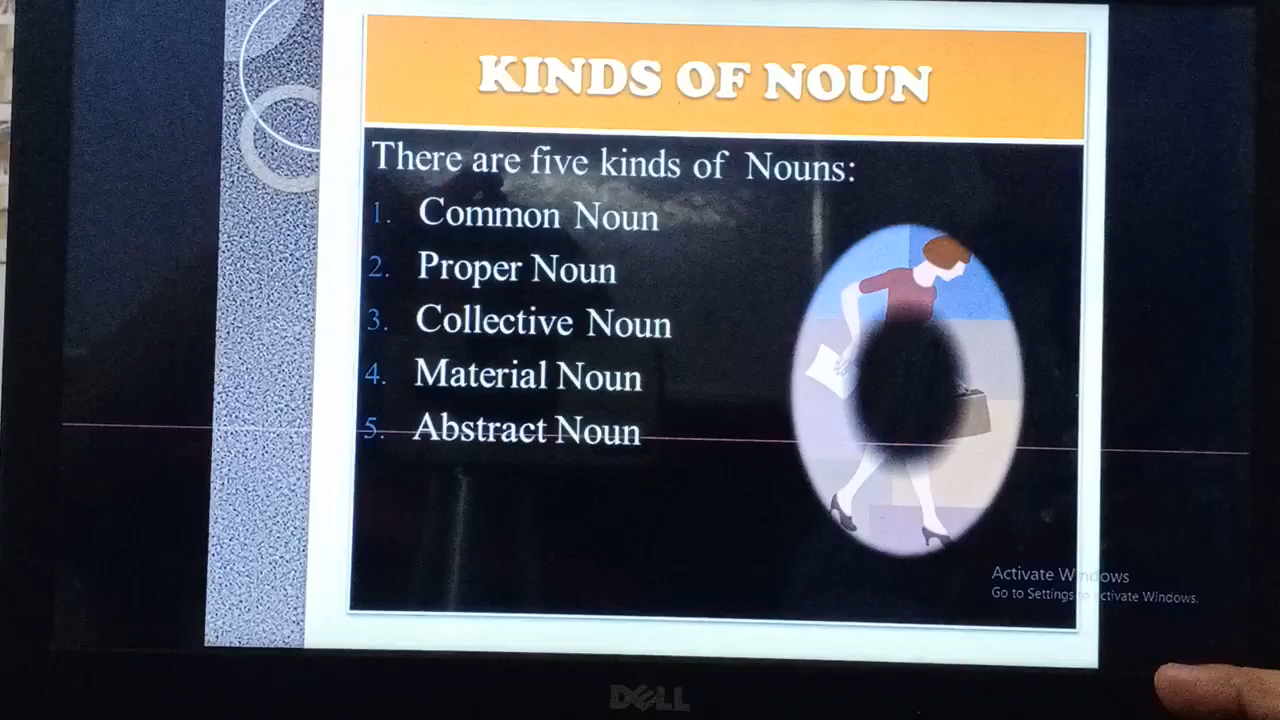 KINDS OF NOUN
There are five kinds of Nouns:
1. Common Noun
2. Proper Noun
3. Collective Noun
4. Material Noun
5. Abstract Noun
Activate Windows
Go to Settings to activate Windows.
DELL